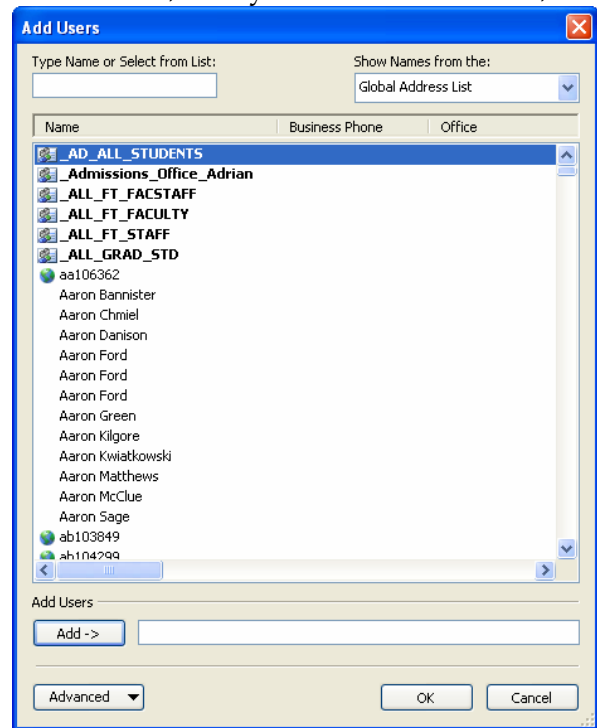 Add Users
Type Name or Select from List:
Show Names from the:
Global Address List
Name Business Phone Office
_AD_ALL_STUDENTS
_Admissions_Office_Adrian
_ALL_FT_FACSTAFF
_ALL_FT_FACULTY
_ALL_FT_STAFF
_ALL_GRAD_STD
aa106362
Aaron Bannister
Aaron Chmiel
Aaron Danison
Aaron Ford
Aaron Ford
Aaron Ford
Aaron Green
Aaron Kilgore
Aaron Kwiatkowski
Aaron Matthews
Aaron McClue
Aaron Sage
ab103849
ab104299
Add Users
Add ->
Advanced
OK Cancel